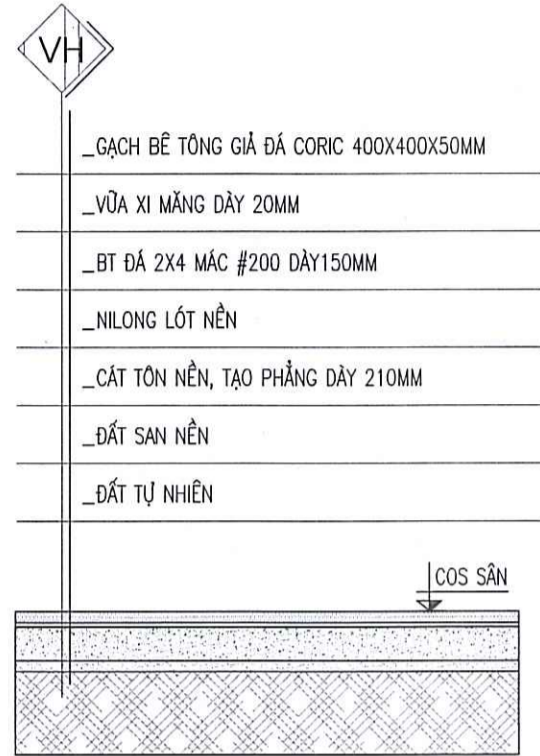 VH
_GẠCH BÊ TÔNG GIẢ ĐÁ CORIC 400X400X50MM
_VỮA XI MĂNG DÀY 20MM
_BT ĐÁ 2X4 MÁC #200 DÀY150MM
_NILONG LÓT NỀN
_CÁT TÔN NỀN, TẠO PHẲNG DÀY 210MM
_ĐẤT SAN NỀN
_ĐẤT TỰ NHIÊN
COS SÂN